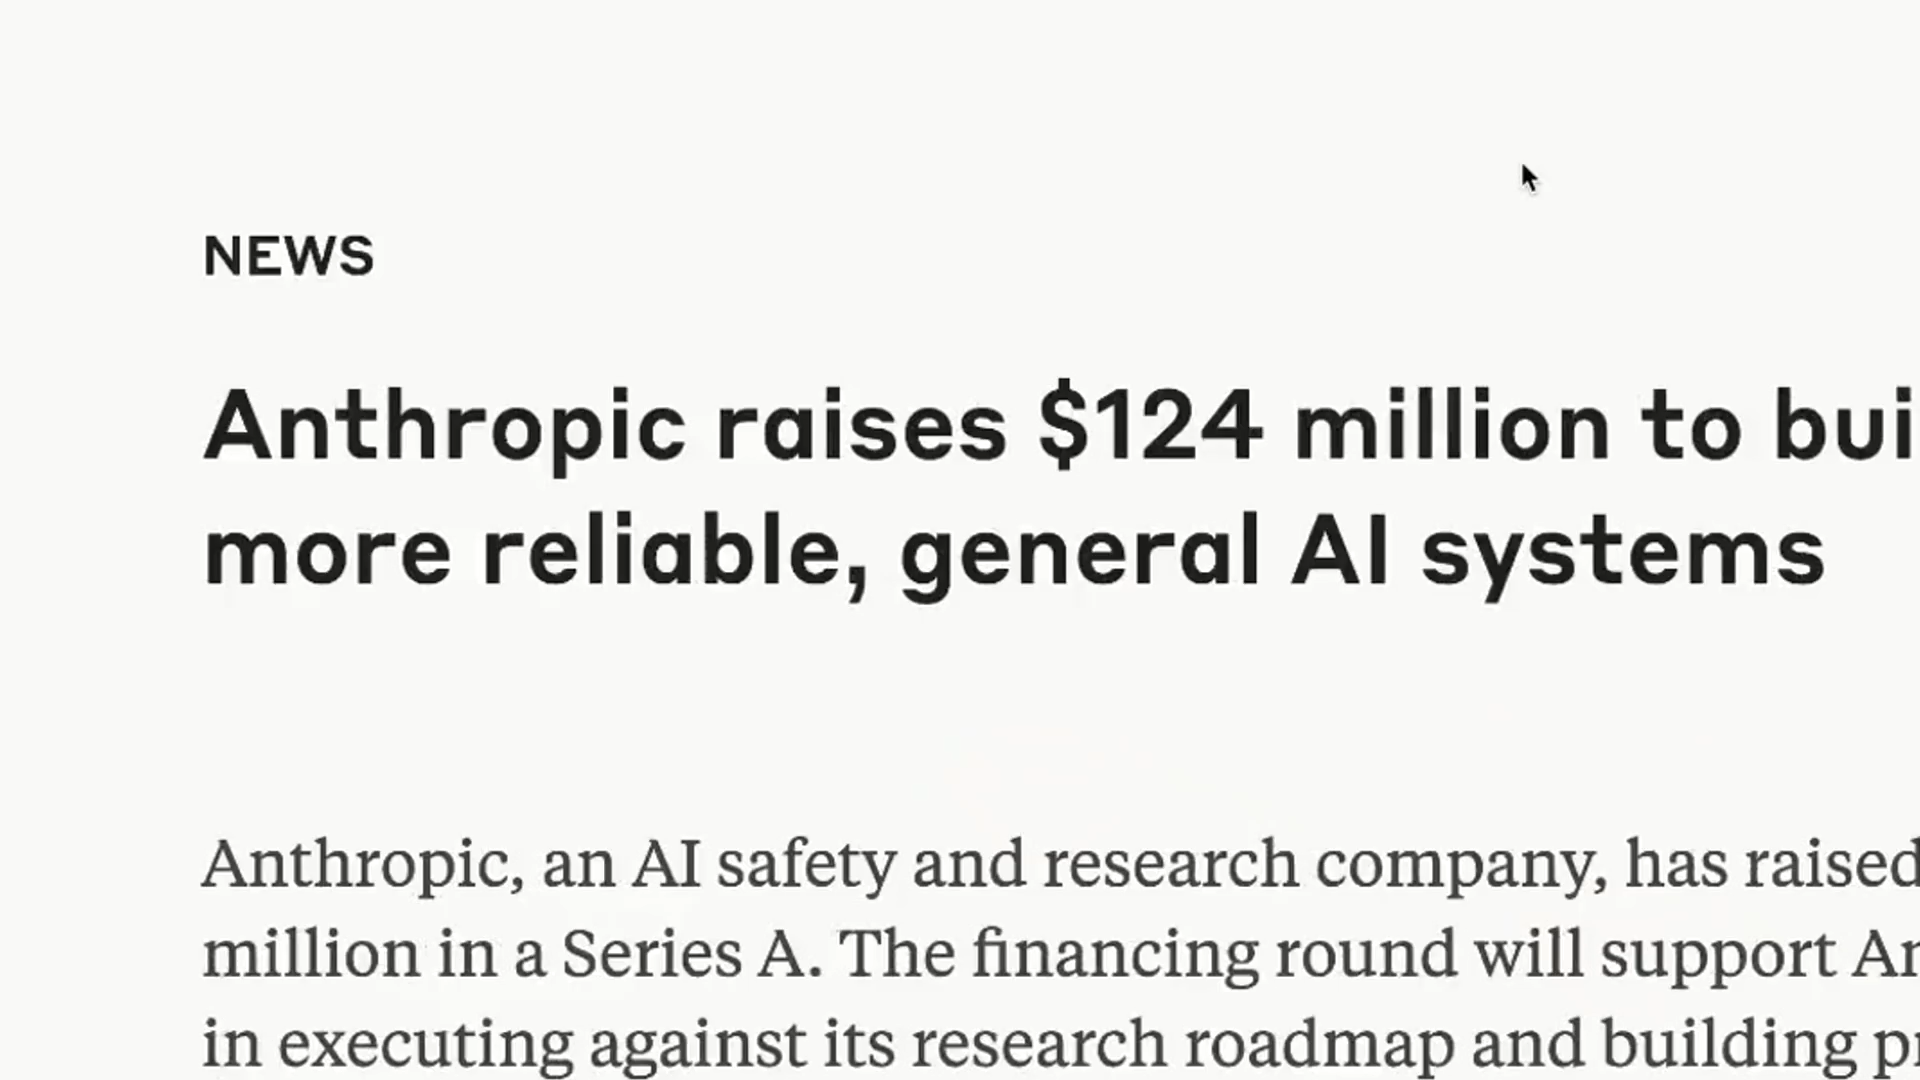 NEWS
Anthropic raises $124 million to bui
more reliable, general AI systems
Anthropic, an AI safety and research company, has raised
million in a Series A. The financing round will support An
in executing against its research roadmap and building pr